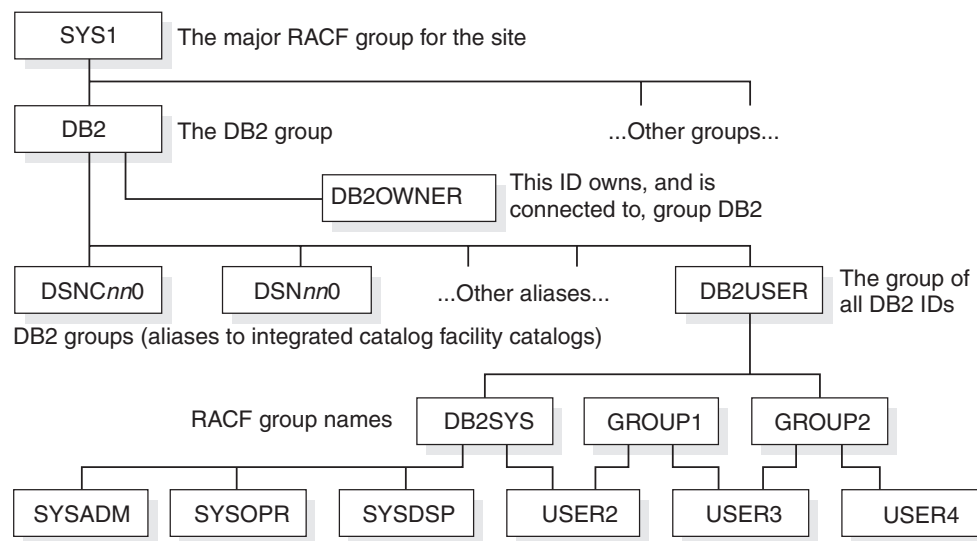 SYS1
The major RACF group for the site
DB2
The DB2 group
...Other groups...
DB2OWNER
This ID owns, and is
connected to, group DB2
DSNCnn0
DSNnn0
...Other aliases...
DB2USER
The group of
all DB2 IDs
DB2 groups (aliases to integrated catalog facility catalogs)
RACF group names
DB2SYS
GROUP1
GROUP2
SYSADM
SYSOPR
SYSDSP
USER2
USER3
USER4